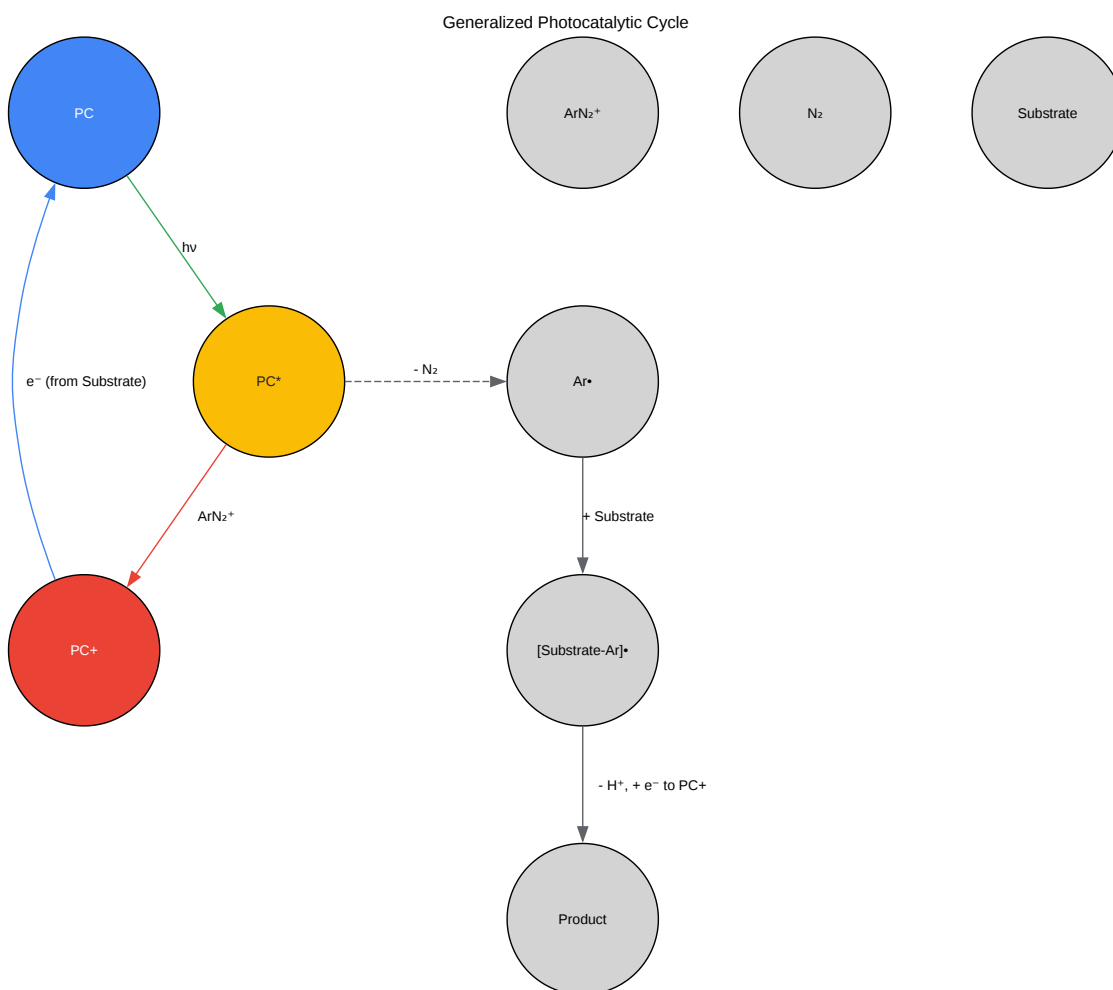 Generalized Photocatalytic Cycle
PC
ArN₂⁺
N₂
Substrate
hν
e⁻ (from Substrate)
PC*
- N₂
Ar•
ArN₂⁺
+ Substrate
PC+
[Substrate-Ar]•
- H⁺, + e⁻ to PC+
Product